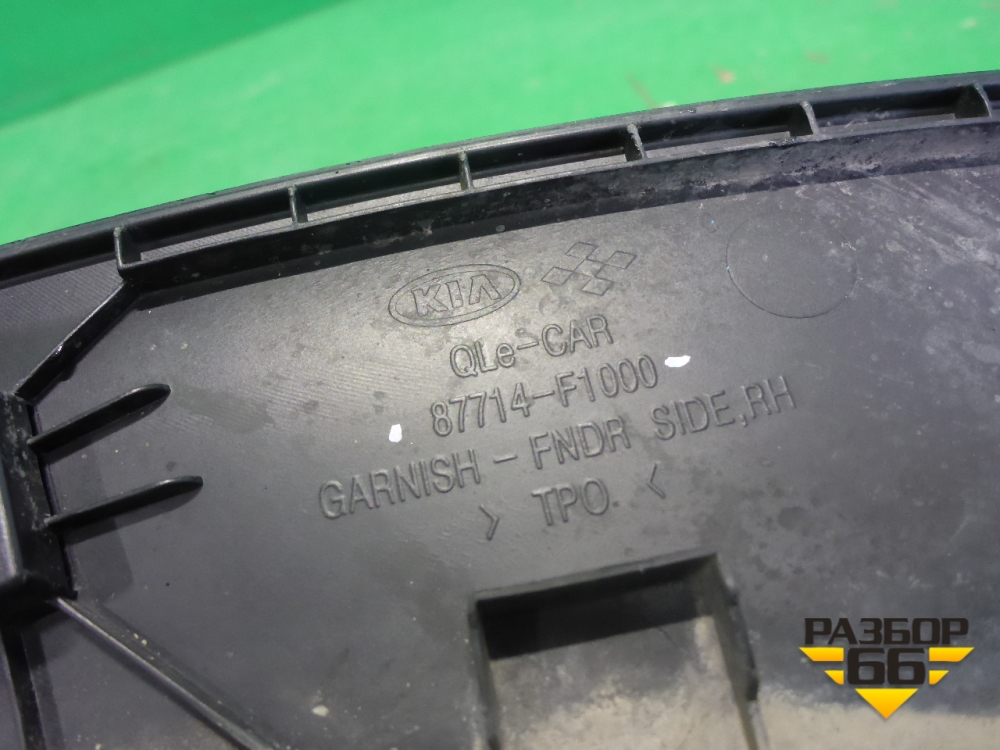 KIA
QLe-CAR
87714-F1000
GARNISH - FNDR SIDE,RH
> TPO. <
РАЗБОР
66